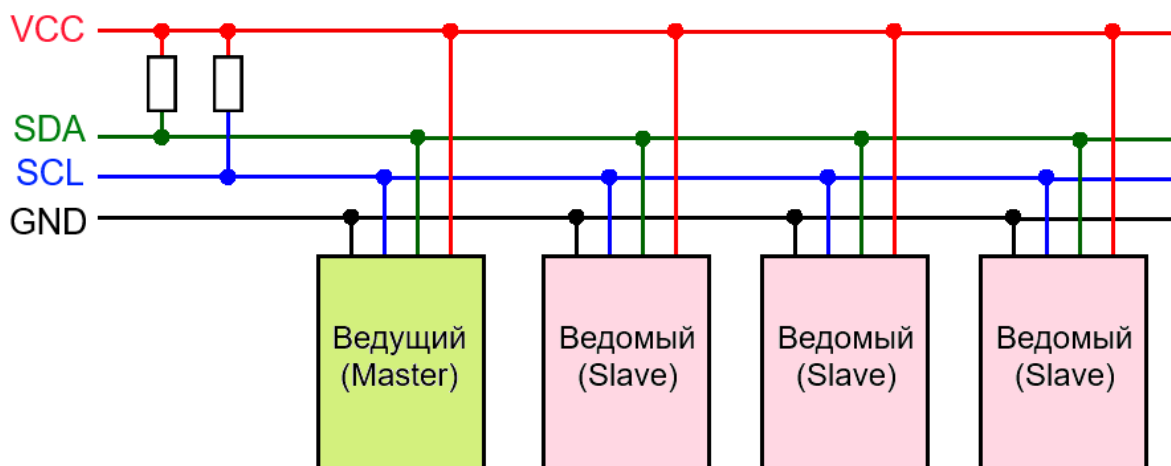 VCC
SDA
SCL
GND
Ведущий
(Master)
Ведомый
(Slave)
Ведомый
(Slave)
Ведомый
(Slave)